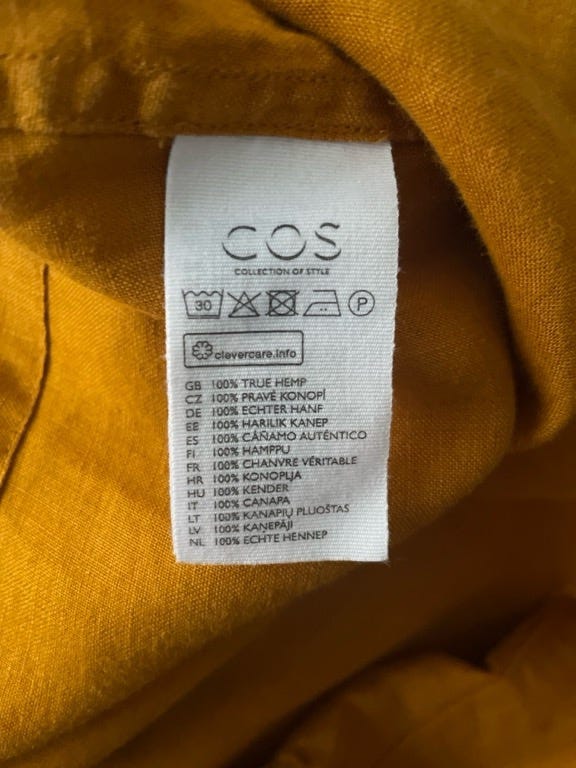 COS
COLLECTION OF STYLE
30 P
clevercare.info
GB 100% TRUE HEMP
CZ 100% PRAVÉ KONOPÍ
DE 100% ECHTER HANF
EE 100% HARILIK KANEP
ES 100% CÁÑAMO AUTÉNTICO
FI 100% HAMPPU
FR 100% CHANVRE VÉRITABLE
HR 100% KONOPLJA
HU 100% KENDER
IT 100% CANAPA
LT 100% KANAPIŲ PLUOŠTAS
LV 100% KAŅEPĀJI
NL 100% ECHTE HENNEP